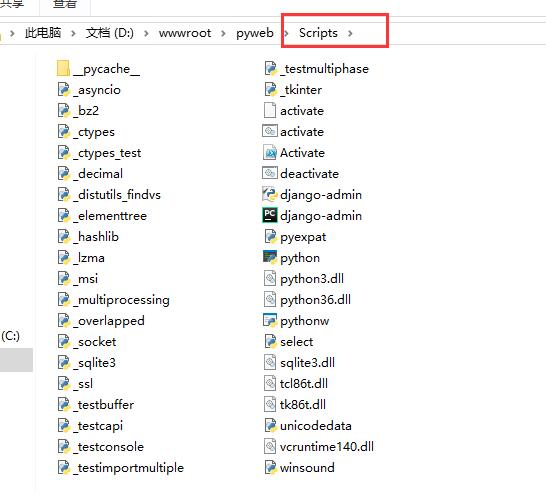 共享 查看
此电脑 文档 (D:) wwwroot pyweb Scripts
__pycache__
_asyncio
_bz2
_ctypes
_ctypes_test
_decimal
_distutils_findvs
_elementtree
_hashlib
_lzma
_msi
_multiprocessing
_overlapped
_socket
_sqlite3
_ssl
_testbuffer
_testcapi
_testconsole
_testimportmultiple
_testmultiphase
_tkinter
activate
activate
Activate
deactivate
django-admin
django-admin
pyexpat
python
python3.dll
python36.dll
pythonw
select
sqlite3.dll
tcl86t.dll
tk86t.dll
unicodedata
vcruntime140.dll
winsound
(C:)
PC